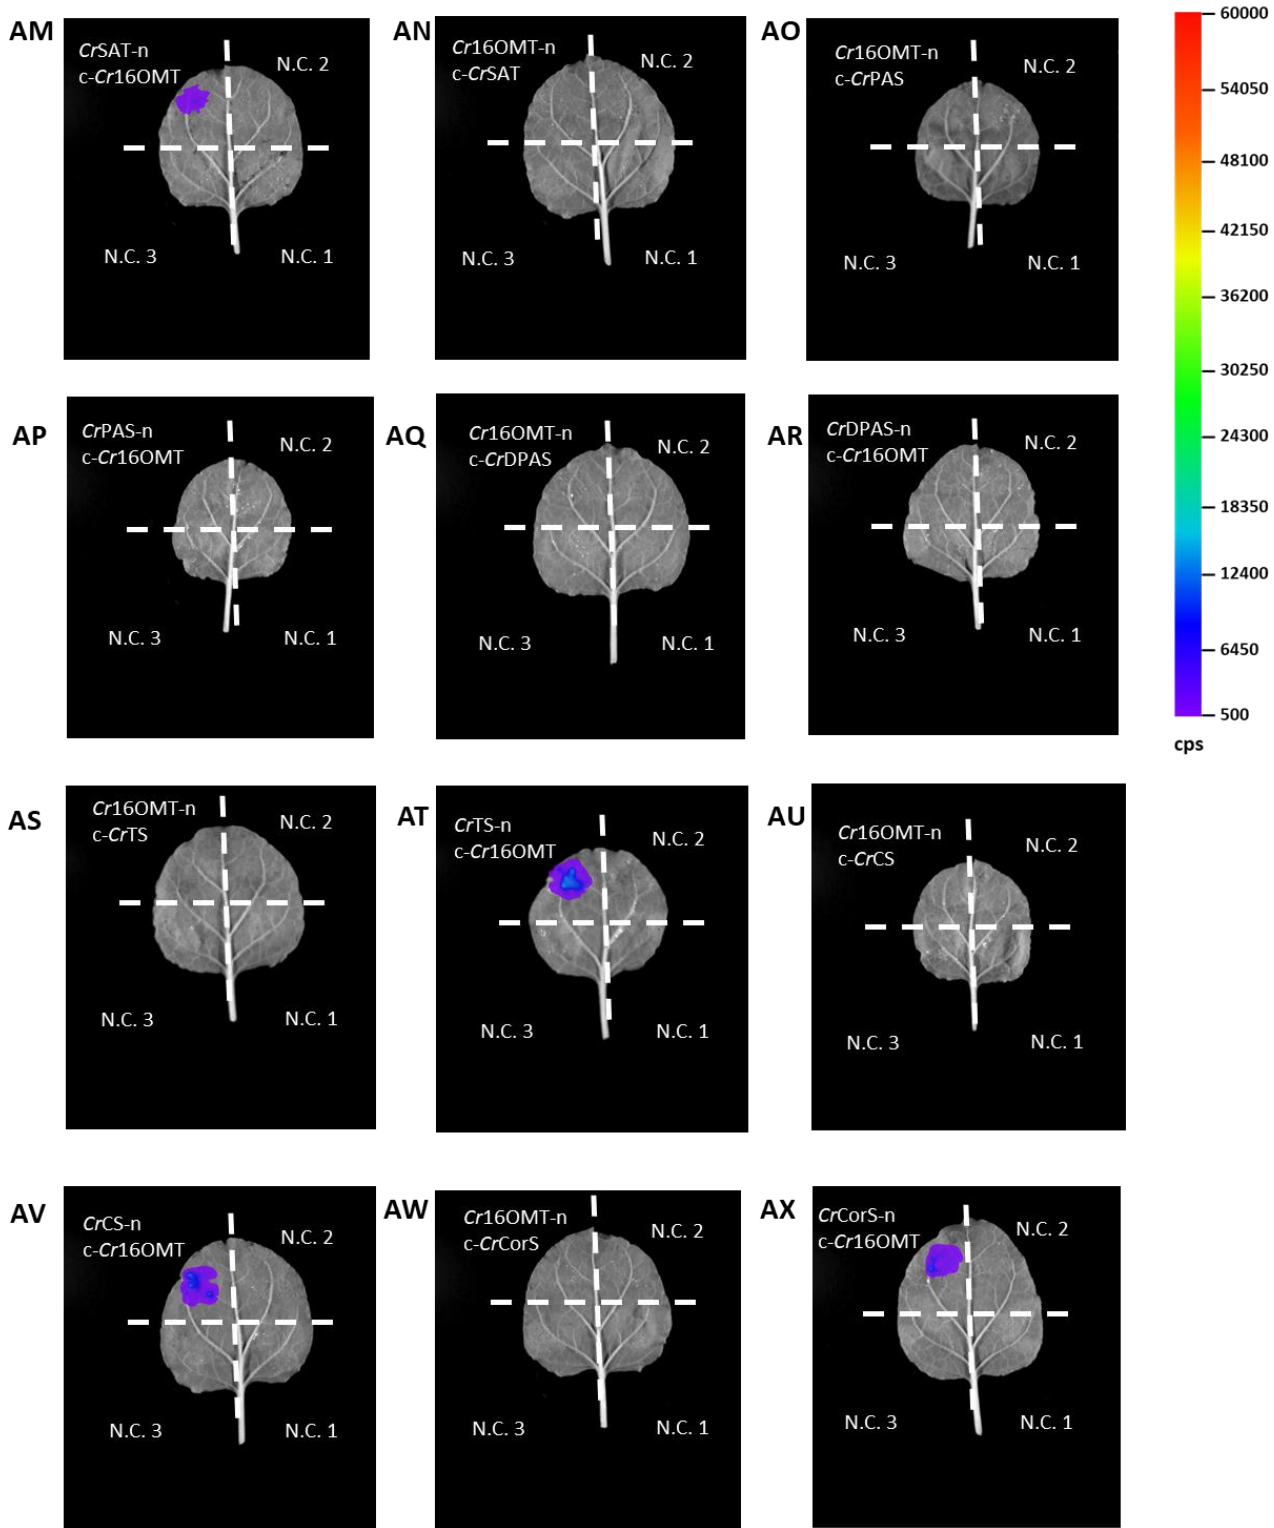 AM
CrSAT-n
c-Cr16OMT
N.C. 2
N.C. 3
N.C. 1
AN
Cr16OMT-n
c-CrSAT
N.C. 2
N.C. 3
N.C. 1
AO
Cr16OMT-n
c-CrPAS
N.C. 2
N.C. 3
N.C. 1
AP
CrPAS-n
c-Cr16OMT
N.C. 2
N.C. 3
N.C. 1
AQ
Cr16OMT-n
c-CrDPAS
N.C. 2
N.C. 3
N.C. 1
AR
CrDPAS-n
c-Cr16OMT
N.C. 2
N.C. 3
N.C. 1
AS
Cr16OMT-n
c-CrTS
N.C. 2
N.C. 3
N.C. 1
AT
CrTS-n
c-Cr16OMT
N.C. 2
N.C. 3
N.C. 1
AU
Cr16OMT-n
c-CrCS
N.C. 2
N.C. 3
N.C. 1
AV
CrCS-n
c-Cr16OMT
N.C. 2
N.C. 3
N.C. 1
AW
Cr16OMT-n
c-CrCorS
N.C. 2
N.C. 3
N.C. 1
AX
CrCorS-n
c-Cr16OMT
N.C. 2
N.C. 3
N.C. 1
60000
54050
48100
42150
36200
30250
24300
18350
12400
6450
500
cps